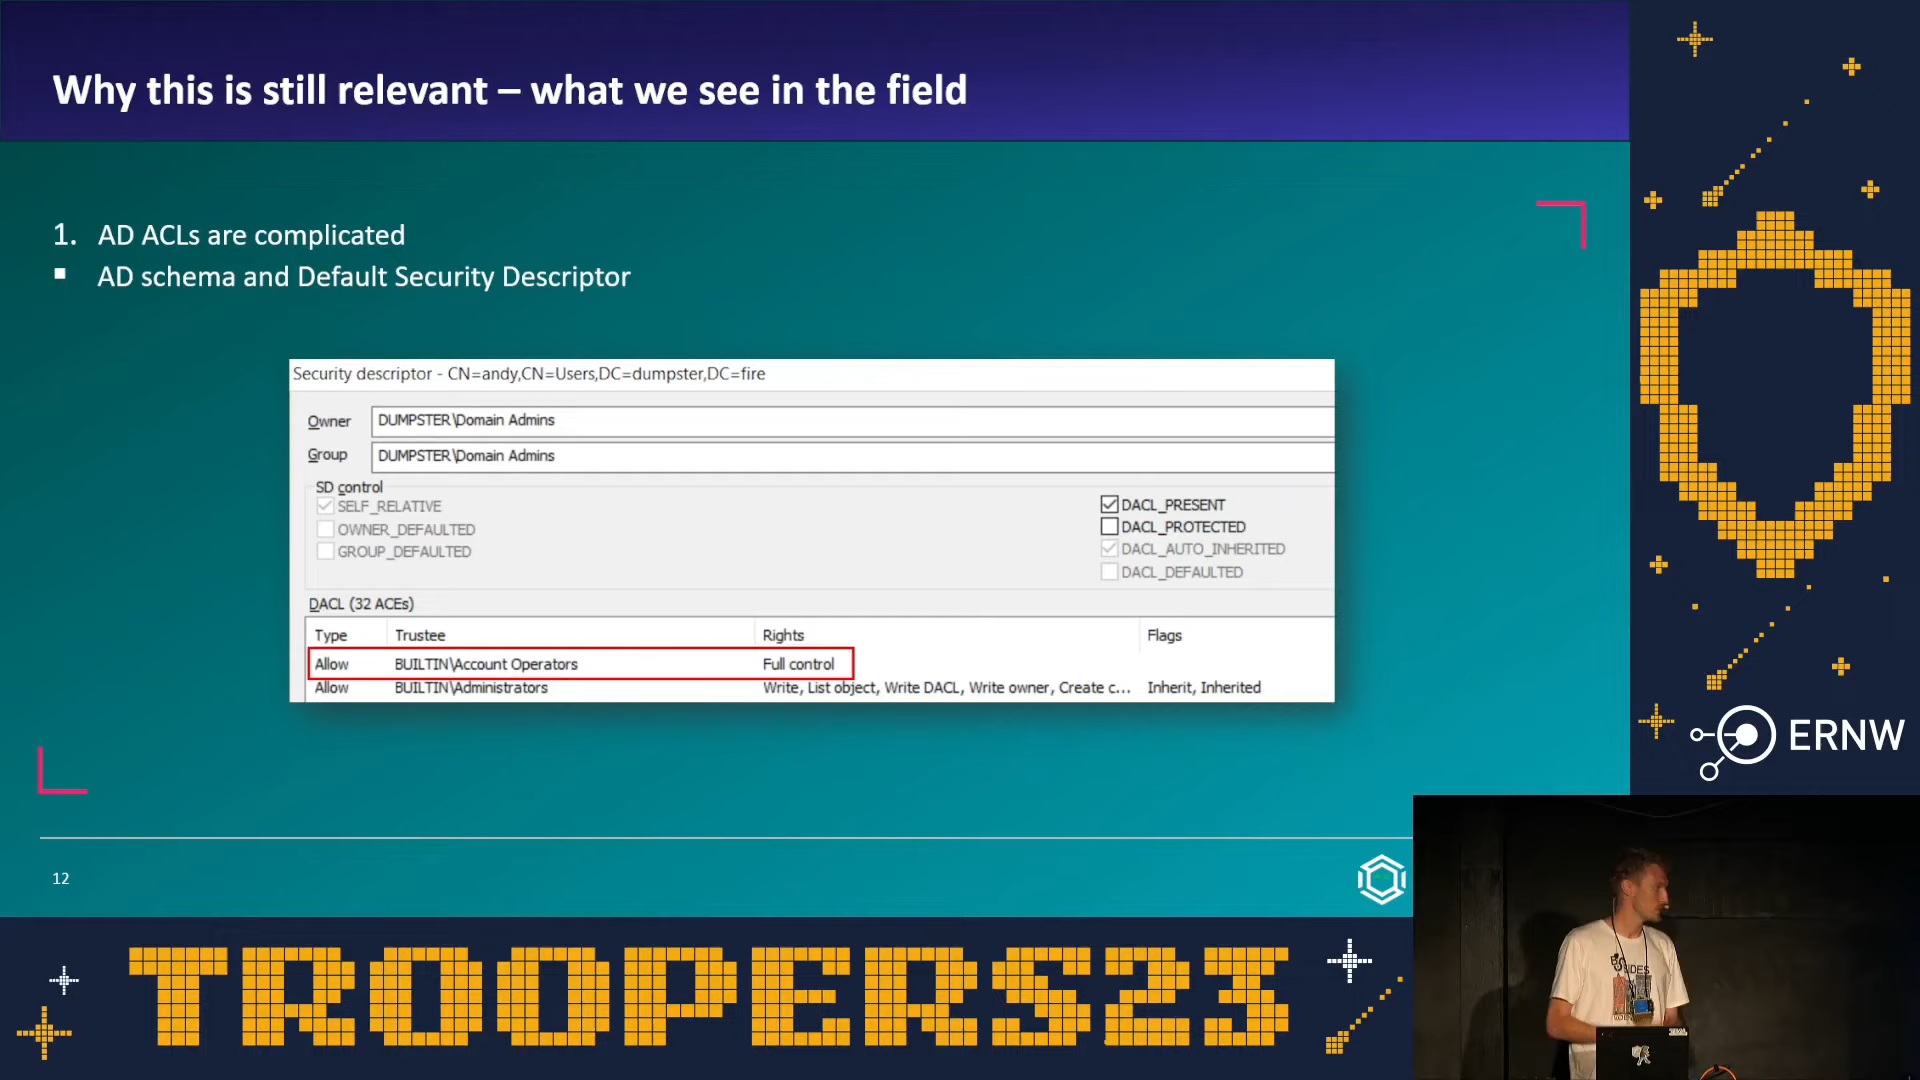 Why this is still relevant – what we see in the field
1. AD ACLs are complicated
▪ AD schema and Default Security Descriptor
Security descriptor - CN=andy,CN=Users,DC=dumpster,DC=fire
Owner DUMPSTER\Domain Admins
Group DUMPSTER\Domain Admins
SD control
SELF_RELATIVE
OWNER_DEFAULTED
GROUP_DEFAULTED
DACL_PRESENT
DACL_PROTECTED
DACL_AUTO_INHERITED
DACL_DEFAULTED
DACL (32 ACEs)
Type Trustee Rights Flags
Allow BUILTIN\Account Operators Full control
Allow BUILTIN\Administrators Write, List object, Write DACL, Write owner, Create c... Inherit, Inherited
12
ERNW
TROOPERS23